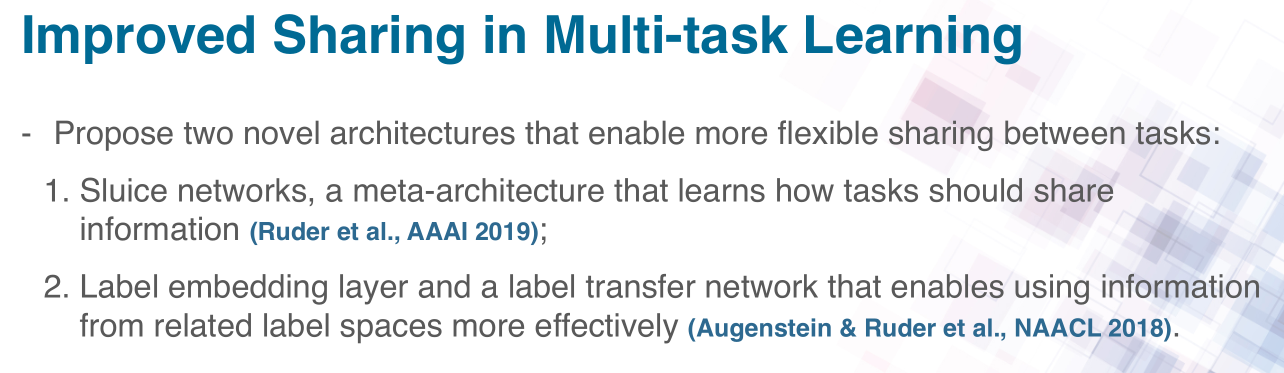 Improved Sharing in Multi-task Learning
- Propose two novel architectures that enable more flexible sharing between tasks:
1. Sluice networks, a meta-architecture that learns how tasks should share
information (Ruder et al., AAAI 2019);
2. Label embedding layer and a label transfer network that enables using information
from related label spaces more effectively (Augenstein & Ruder et al., NAACL 2018).